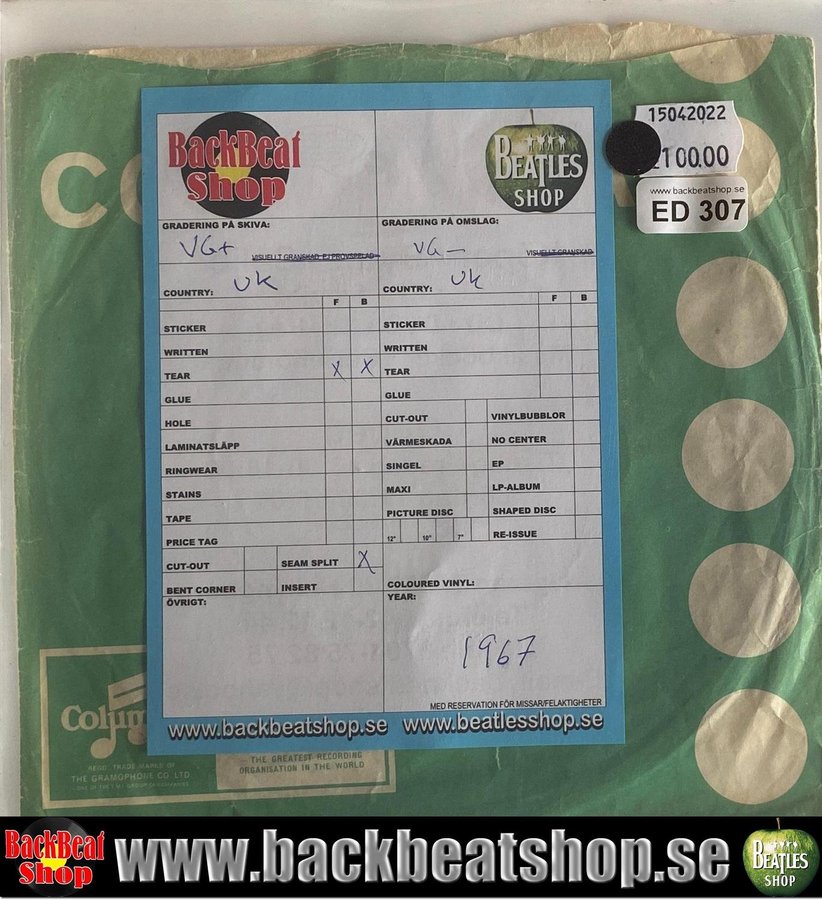 CO
15042022
100.00
www.backbeatshop.se
ED 307
BackBeat
Shop
BEATLES
SHOP
GRADERING PÅ SKIVA:
VG+
VISUELLT GRANSKAD EJ PROVSPELAD
GRADERING PÅ OMSLAG:
VG-
VISUELLT GRANSKAD
COUNTRY: UK
COUNTRY: UK
F B
F B
STICKER
WRITTEN
TEAR X X
GLUE
HOLE
LAMINATSLÄPP
RINGWEAR
STAINS
TAPE
PRICE TAG
CUT-OUT
SEAM SPLIT X
BENT CORNER
INSERT
ÖVRIGT:
STICKER
WRITTEN
TEAR
GLUE
CUT-OUT VINYLBUBBLOR
VÄRMESKADA NO CENTER
SINGEL EP
MAXI LP-ALBUM
PICTURE DISC SHAPED DISC
12" 10" 7" RE-ISSUE
COLOURED VINYL:
YEAR:
1967
MED RESERVATION FÖR MISSAR/FELAKTIGHETER
www.backbeatshop.se www.beatlesshop.se
Colum
REGD TRADE MARKS OF
THE GRAMOPHONE CO. LTD
THE GREATEST RECORDING
ORGANISATION IN THE WORLD
BackBeat
Shop
www.backbeatshop.se
BEATLES
SHOP